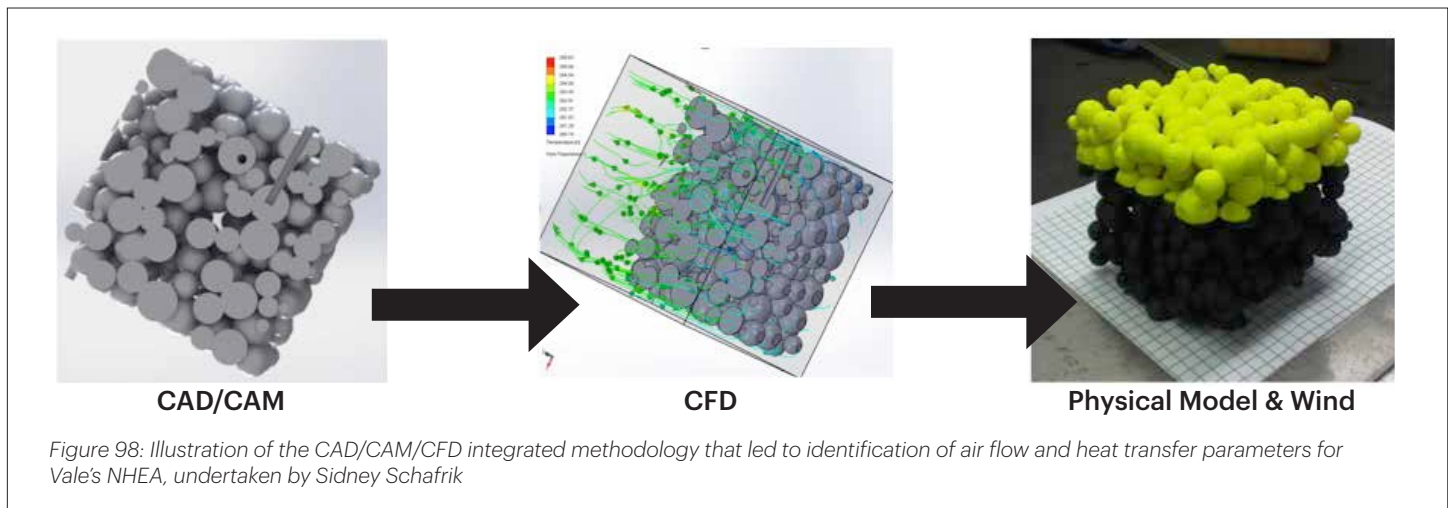 CAD/CAM
CFD
Physical Model & Wind
Figure 98: Illustration of the CAD/CAM/CFD integrated methodology that led to identification of air flow and heat transfer parameters for
Vale's NHEA, undertaken by Sidney Schafrik